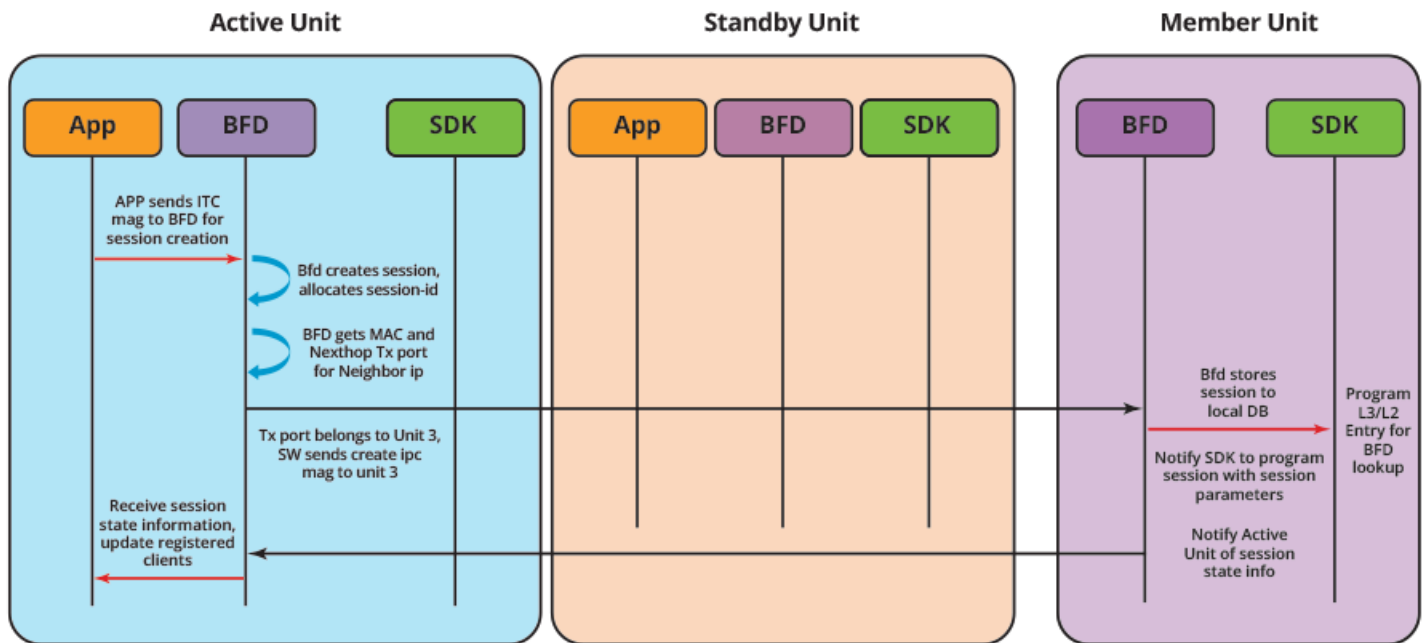 Active Unit
Standby Unit
Member Unit
App
BFD
SDK
App
BFD
SDK
BFD
SDK
APP sends ITC
mag to BFD for
session creation
Bfd creates session,
allocates session-id
BFD gets MAC and
Nexthop Tx port
for Neighbor ip
Tx port belongs to Unit 3,
SW sends create ipc
mag to unit 3
Receive session
state information,
update registered
clients
Bfd stores
session to
local DB
Notify SDK to program
session with session
parameters
Program
L3/L2
Entry for
BFD
lookup
Notify Active
Unit of session
state info